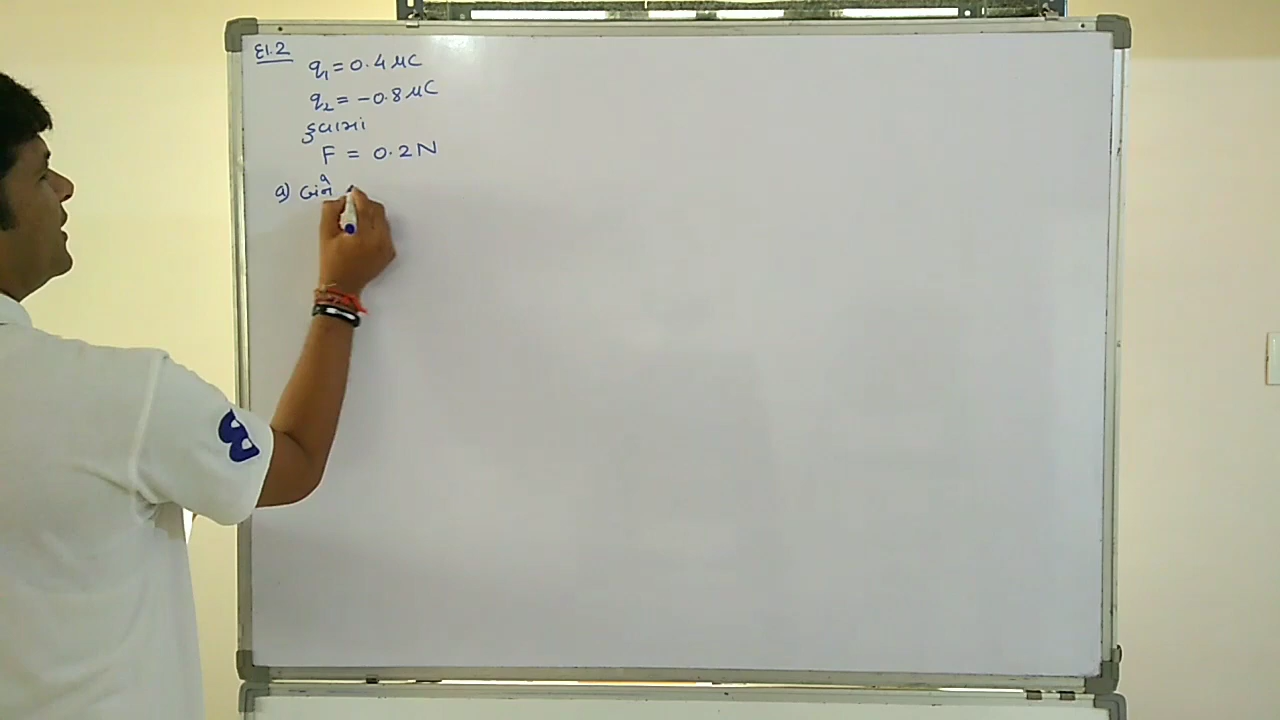 દા.2
q₁ = 0.4 μC
q₂ = -0.8 μC
હવામાં
F = 0.2 N
a) બંને
B